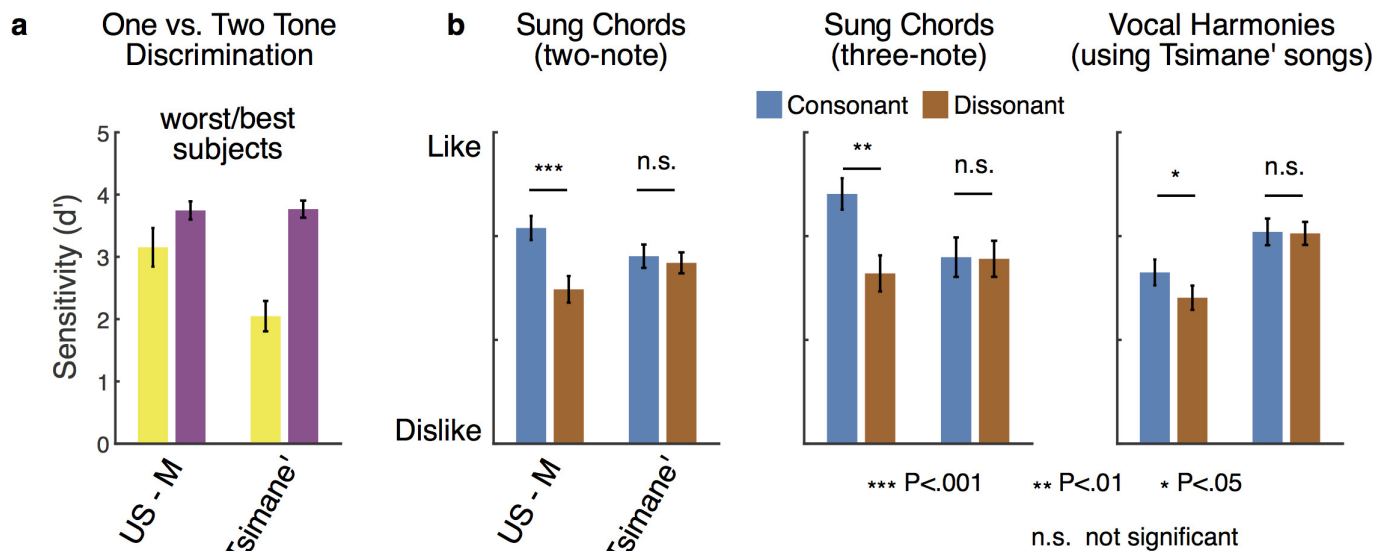 a
One vs. Two Tone
Discrimination
worst/best
subjects
Sensitivity (d')
5
4
3
2
1
0
US - M
Tsimane'
b
Sung Chords
(two-note)
Like
Dislike
***
n.s.
US - M
Tsimane'
Sung Chords
(three-note)
Consonant
Dissonant
**
n.s.
Vocal Harmonies
(using Tsimane' songs)
*
n.s.
*** P<.001 ** P<.01 * P<.05
n.s. not significant